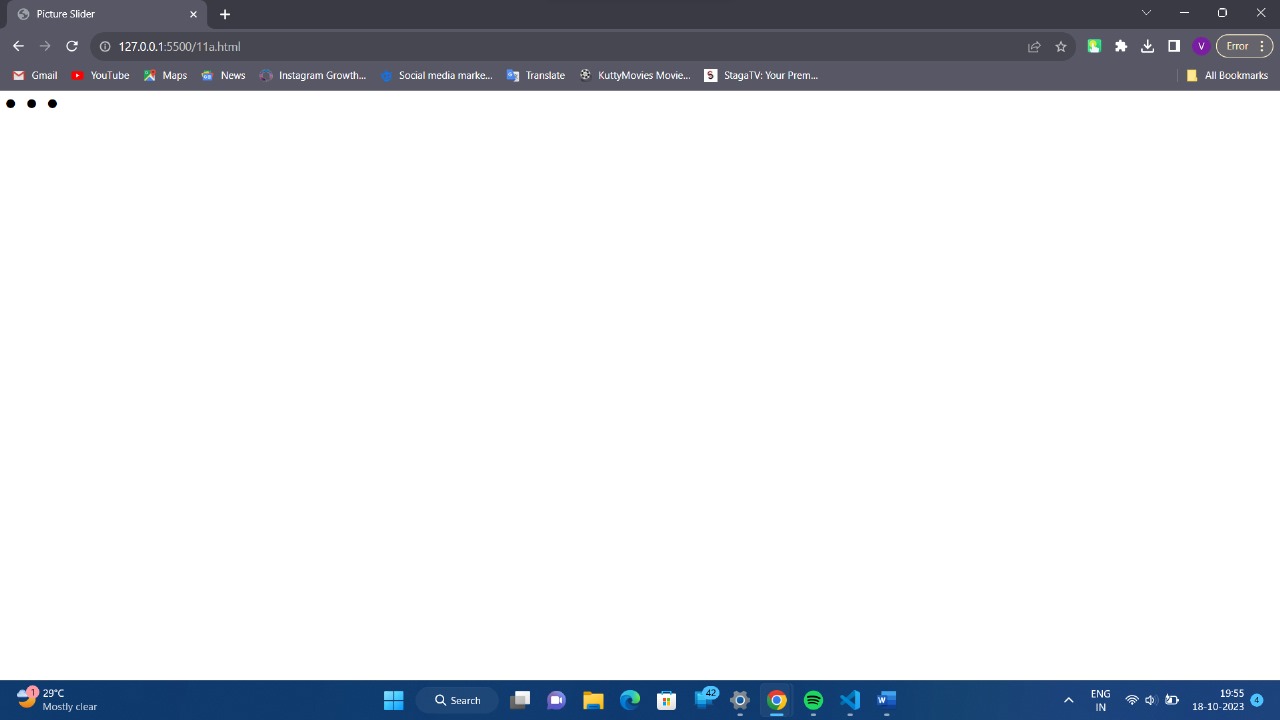 Picture Slider
127.0.0.1:5500/11a.html
V
Error
Gmail
YouTube
Maps
News
Instagram Growth...
Social media marke...
Translate
KuttyMovies Movie...
StagaTV: Your Prem...
All Bookmarks
1
29°C
Mostly clear
Search
42
ENG
IN
19:55
18-10-2023
4